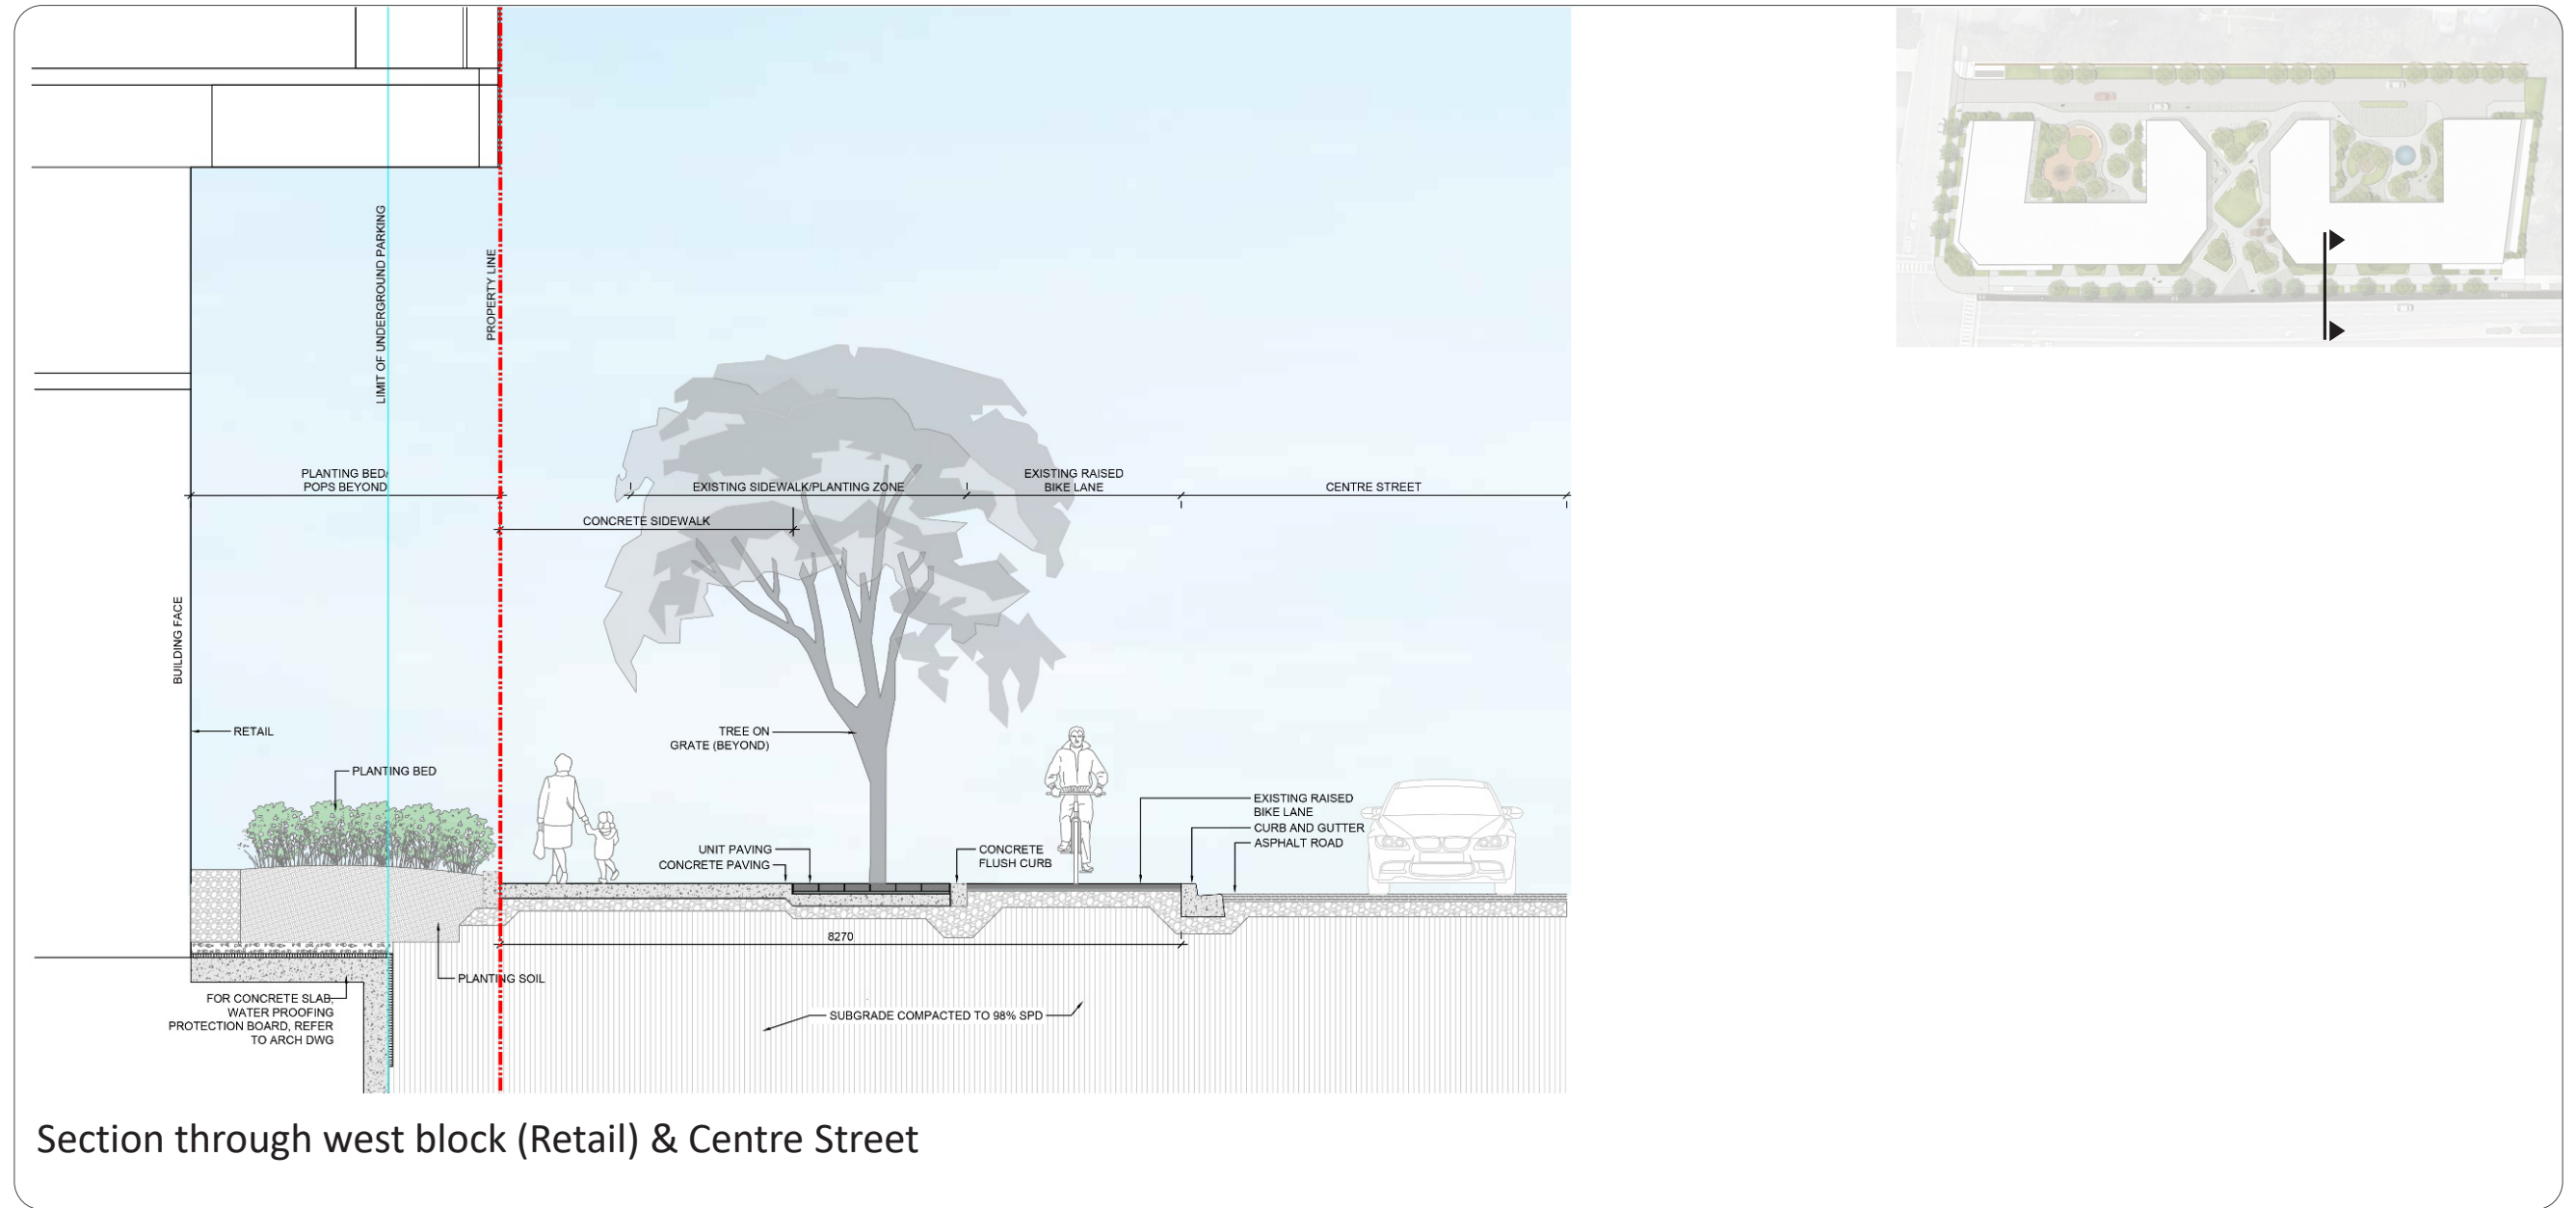 LIMIT OF UNDERGROUND PARKING
PROPERTY LINE
PLANTING BED/
POPS BEYOND
EXISTING SIDEWALK/PLANTING ZONE
EXISTING RAISED
BIKE LANE
CENTRE STREET
CONCRETE SIDEWALK
BUILDING FACE
RETAIL
TREE ON
GRATE (BEYOND)
PLANTING BED
EXISTING RAISED
BIKE LANE
CURB AND GUTTER
ASPHALT ROAD
UNIT PAVING
CONCRETE PAVING
CONCRETE
FLUSH CURB
8270
PLANTING SOIL
FOR CONCRETE SLAB,
WATER PROOFING
PROTECTION BOARD, REFER
TO ARCH DWG
SUBGRADE COMPACTED TO 98% SPD
Section through west block (Retail) & Centre Street